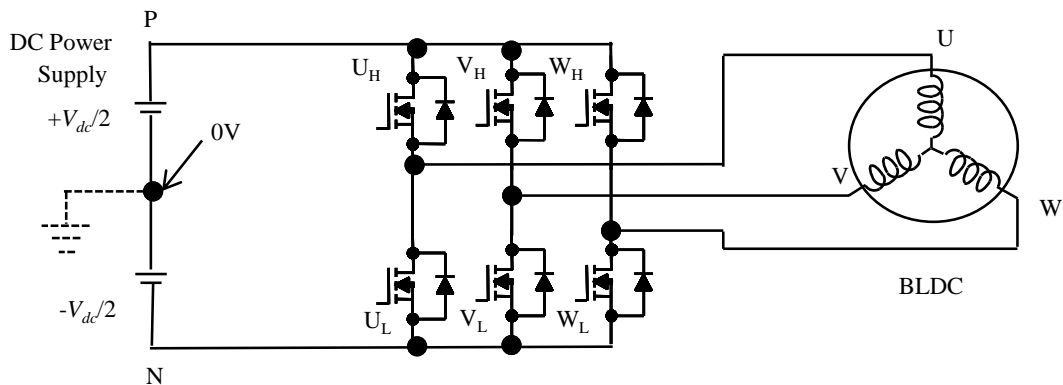 P
DC Power
Supply
+Vdc/2
0V
-Vdc/2
N
UH
VH
WH
UL
VL
WL
U
V
W
BLDC